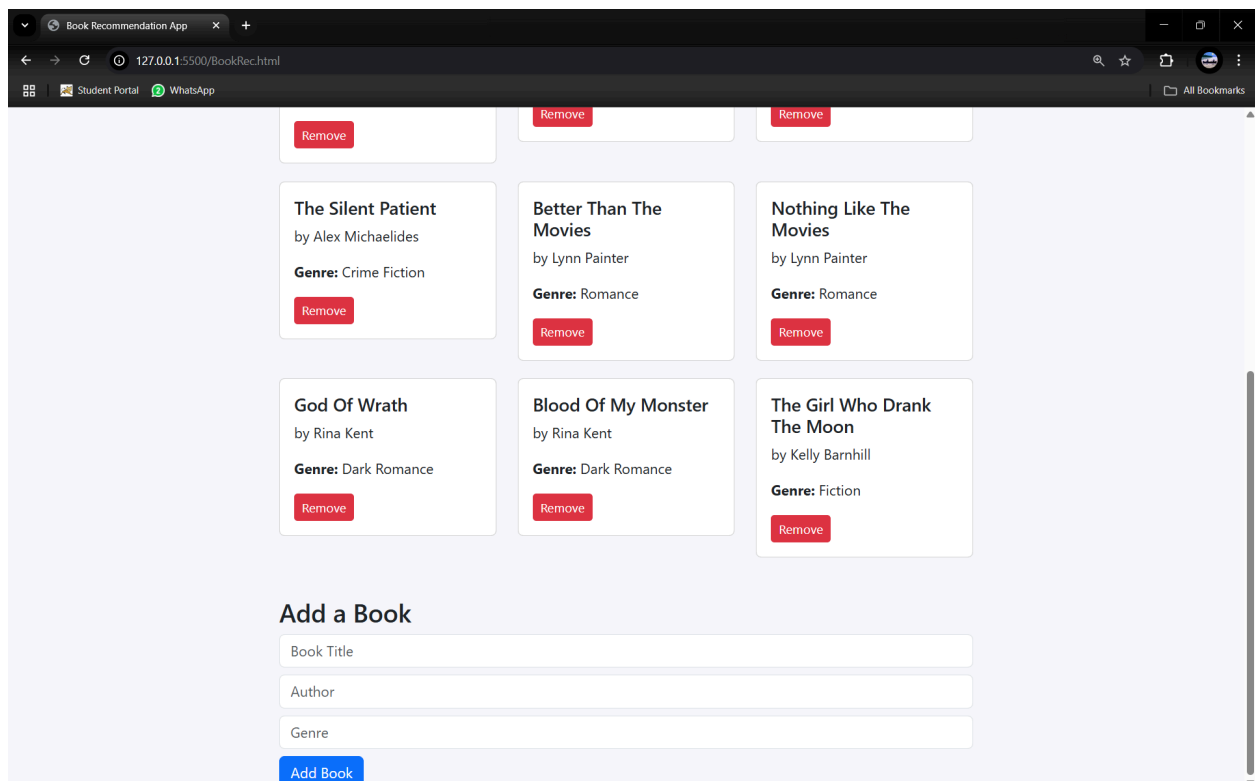 Book Recommendation App
127.0.0.1:5500/BookRec.html
Student Portal WhatsApp All Bookmarks
Remove Remove Remove
The Silent Patient
by Alex Michaelides
Genre: Crime Fiction
Remove
Better Than The
Movies
by Lynn Painter
Genre: Romance
Remove
Nothing Like The
Movies
by Lynn Painter
Genre: Romance
Remove
God Of Wrath
by Rina Kent
Genre: Dark Romance
Remove
Blood Of My Monster
by Rina Kent
Genre: Dark Romance
Remove
The Girl Who Drank
The Moon
by Kelly Barnhill
Genre: Fiction
Remove
Add a Book
Book Title
Author
Genre
Add Book